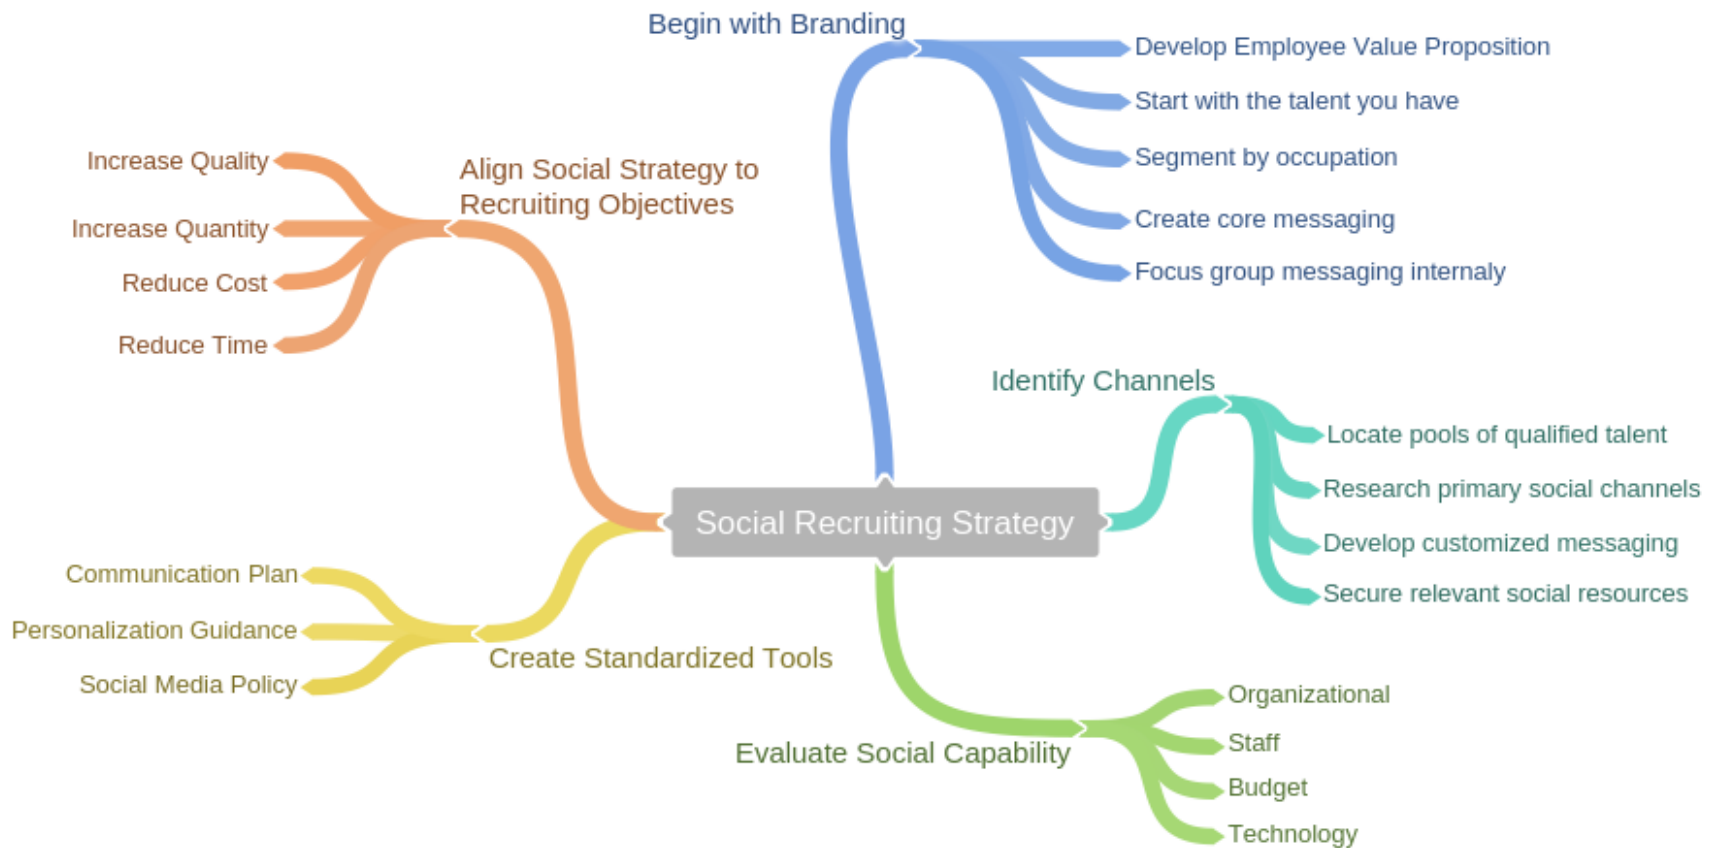 Begin with Branding
Develop Employee Value Proposition
Start with the talent you have
Segment by occupation
Create core messaging
Focus group messaging internaly
Align Social Strategy to
Recruiting Objectives
Increase Quality
Increase Quantity
Reduce Cost
Reduce Time
Identify Channels
Locate pools of qualified talent
Research primary social channels
Develop customized messaging
Secure relevant social resources
Social Recruiting Strategy
Communication Plan
Personalization Guidance
Social Media Policy
Create Standardized Tools
Evaluate Social Capability
Organizational
Staff
Budget
Technology